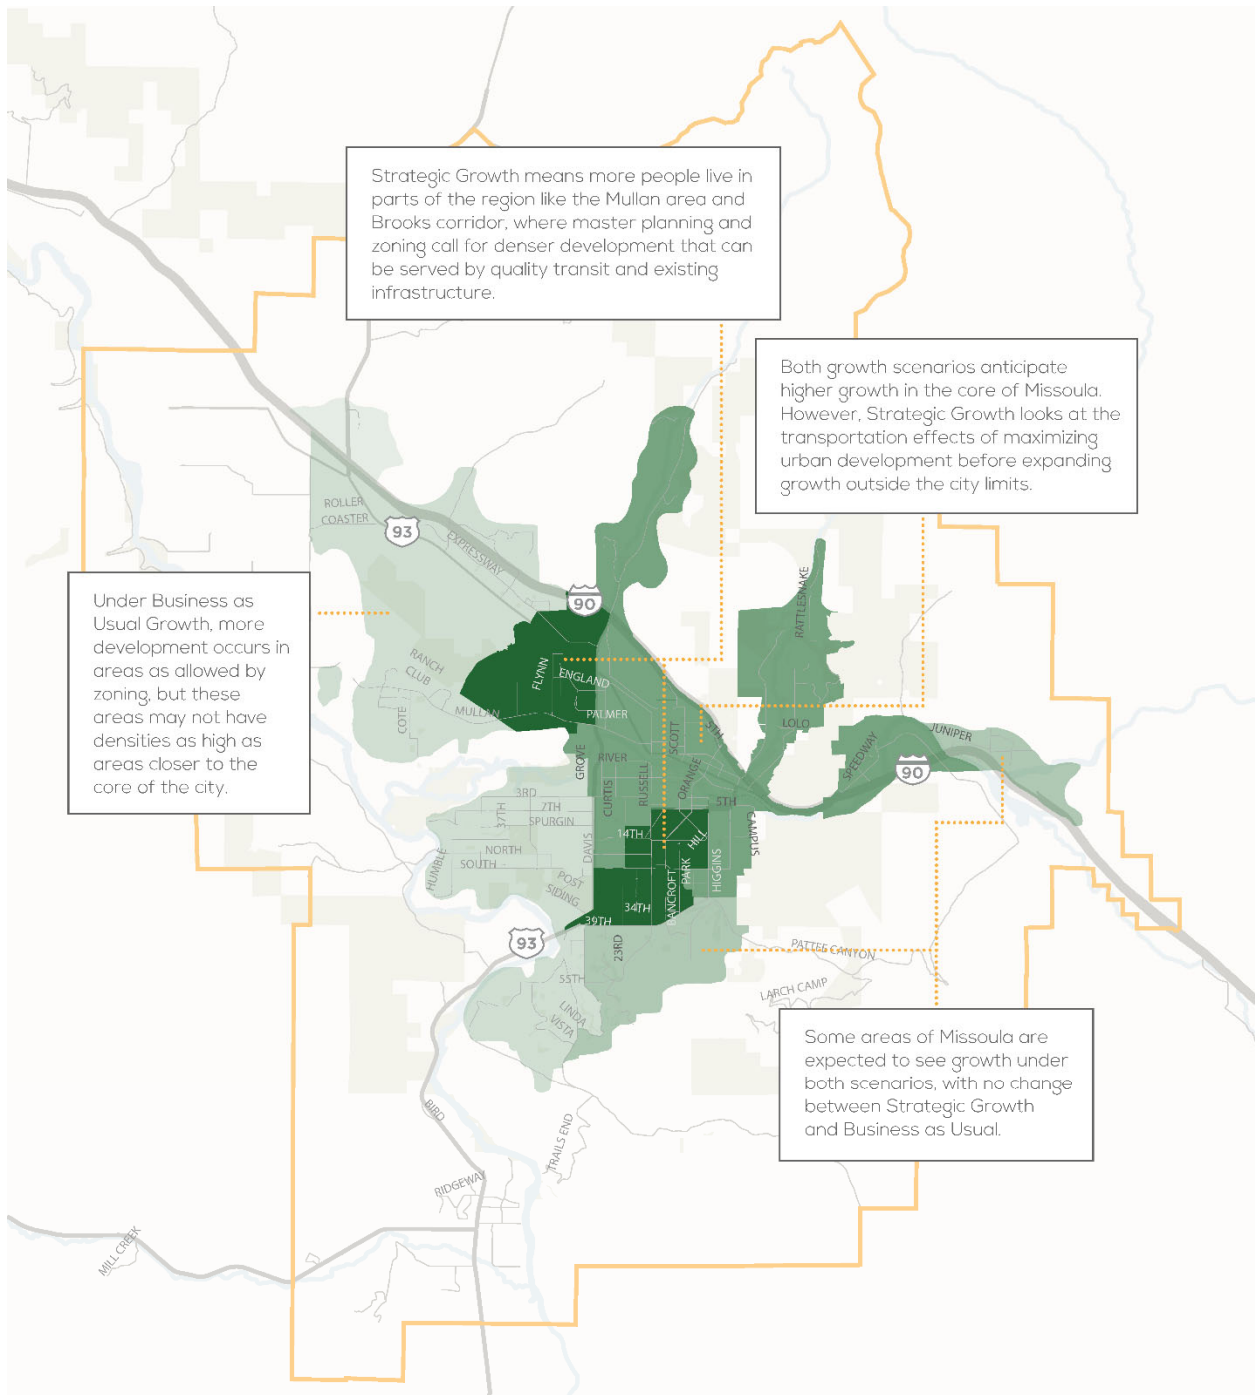 Strategic Growth means more people live in
parts of the region like the Mullan area and
Brooks corridor, where master planning and
zoning call for denser development that can
be served by quality transit and existing
infrastructure.
Both growth scenarios anticipate
higher growth in the core of Missoula.
However, Strategic Growth looks at the
transportation effects of maximizing
urban development before expanding
growth outside the city limits.
Under Business as
Usual Growth, more
development occurs in
areas as allowed by
zoning, but these
areas may not have
densities as high as
areas closer to the
core of the city.
Some areas of Missoula are
expected to see growth under
both scenarios, with no change
between Strategic Growth
and Business as Usual.
ROLLER
COASTER
93
EXPRESSWAY
90
RATTLESNAKE
RANCH
CLUB
FLYNN
ENGLAND
COTE
MULLAN
PALMER
SCOTT
5TH
LOLO
JUNIPER
SPEEDWAY
90
GROVE
RIVER
CURTIS
RUSSELL
ORANGE
5TH
3RD
37TH
7TH
SPURGIN
14TH
HILL
CAMPUS
DAVIS
NORTH
SOUTH
HUMBLE
POST
SIDING
PARK
HIGGINS
BANCROFT
34TH
39TH
93
23RD
PATTEE CANYON
55TH
LARCH CAMP
LINDA
VISTA
BIRD
TRAILS END
RIDGEWAY
MILL CREEK